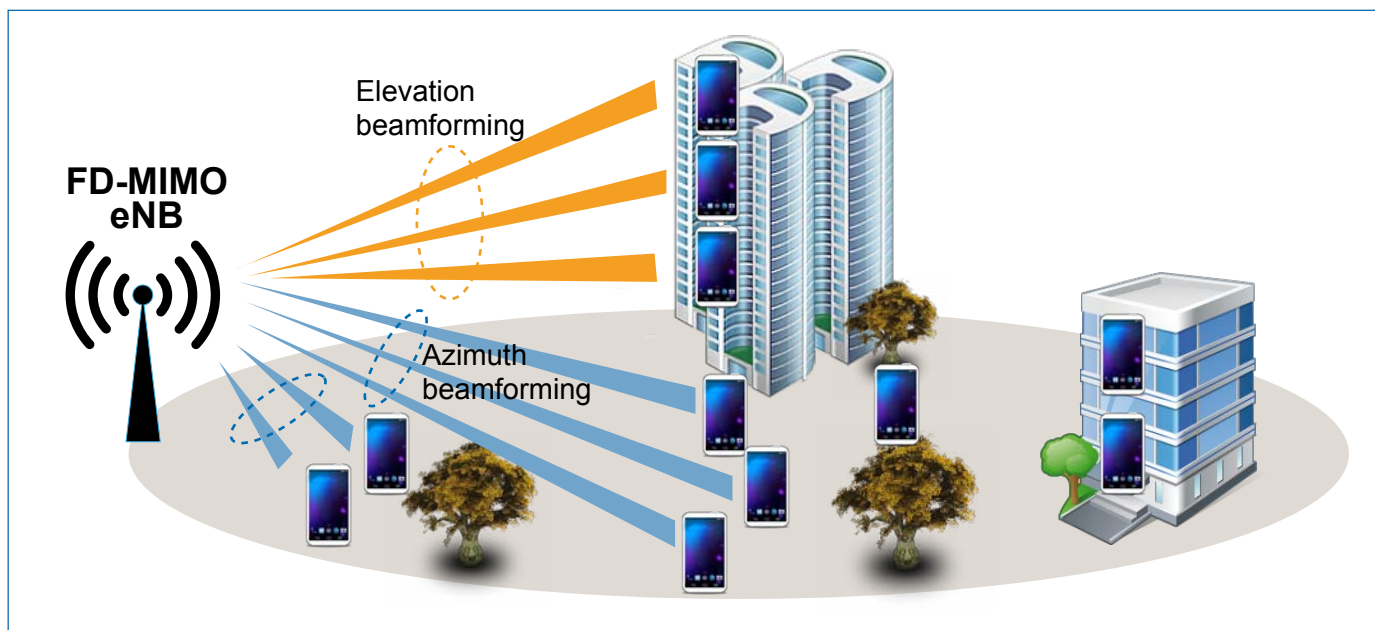 Elevation
beamforming
FD-MIMO
eNB
Azimuth
beamforming